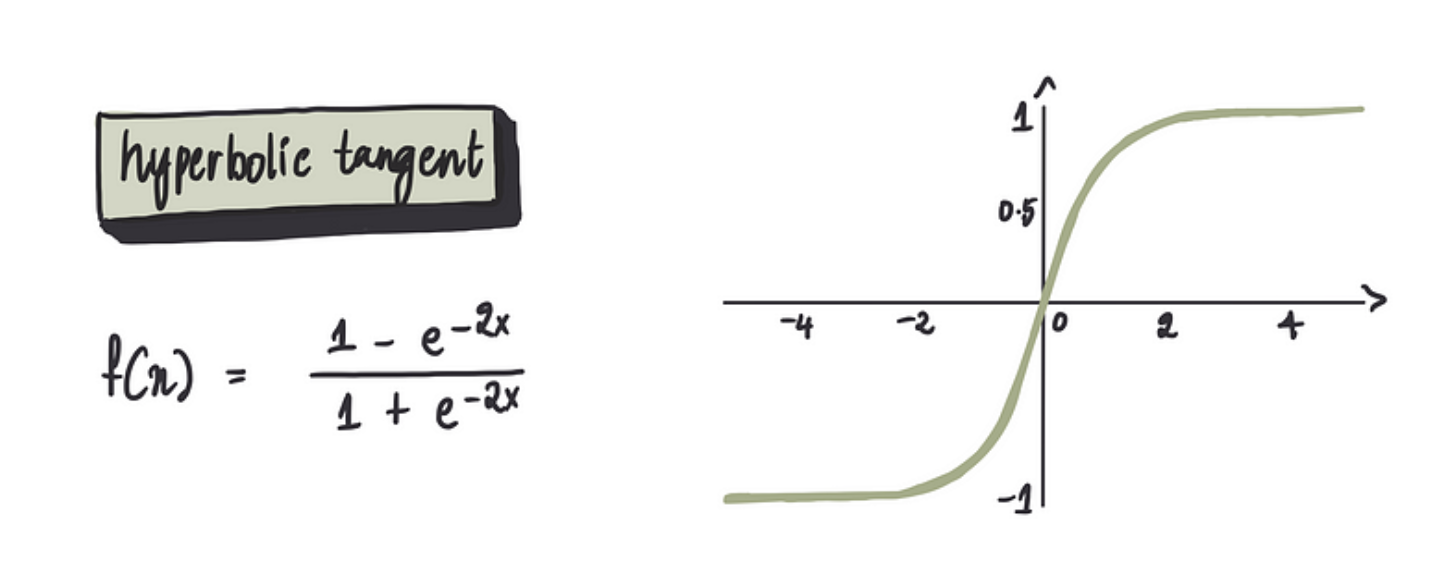 hyperbolic tangent
f(x) = 1 - e^-2x / 1 + e^-2x
1
0.5
-4 -2 0 2 4
-1